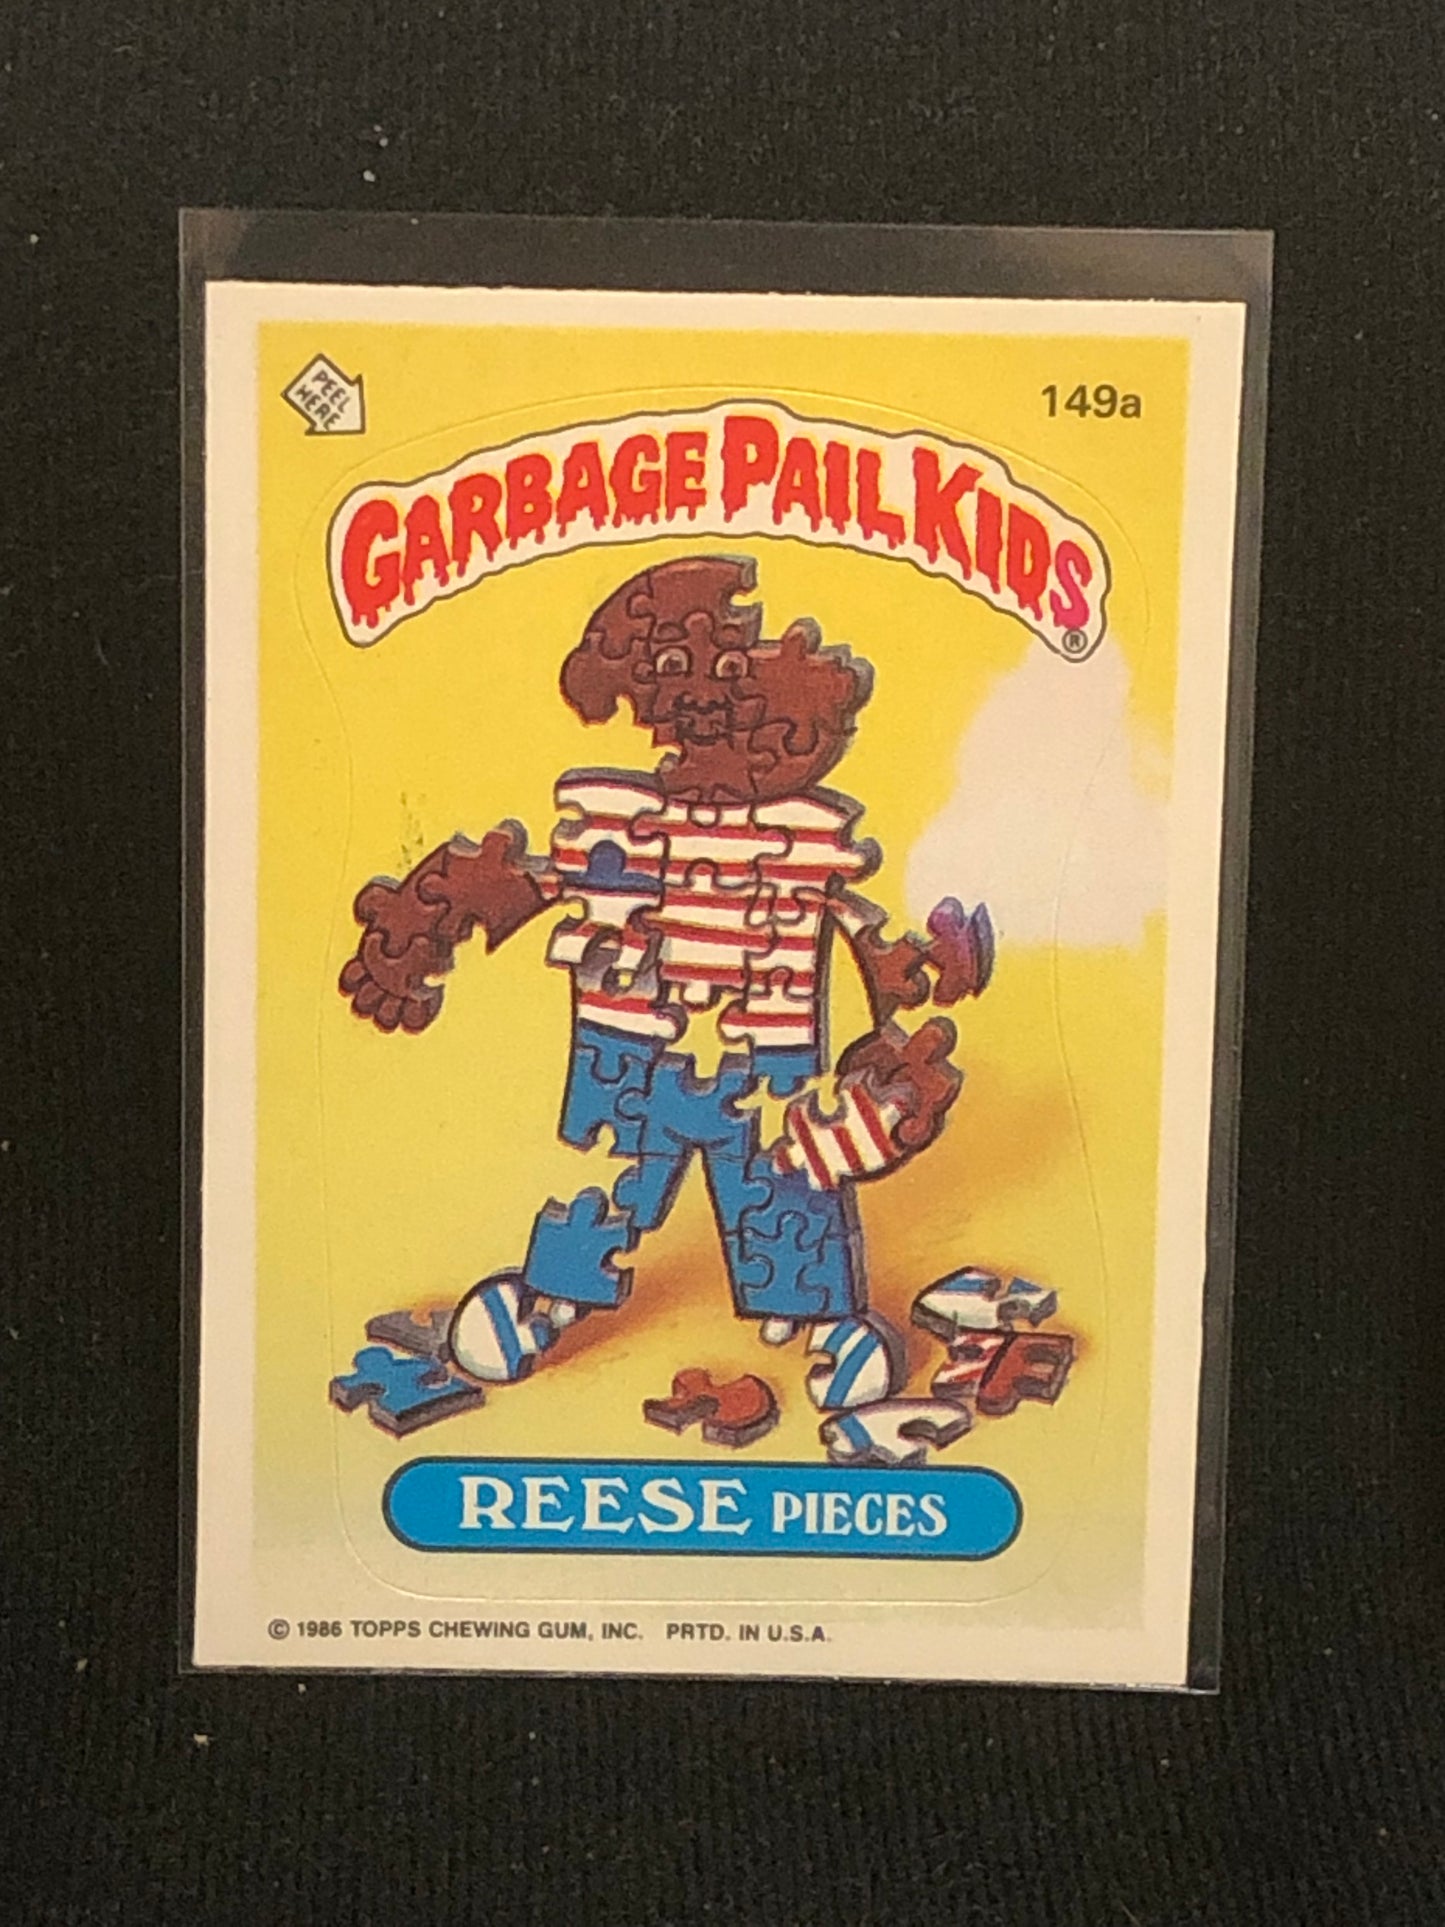 PEEL
HERE
149a
GARBAGE PAIL KIDS®
REESE PIECES
© 1986 TOPPS CHEWING GUM, INC. PRTD. IN U.S.A.